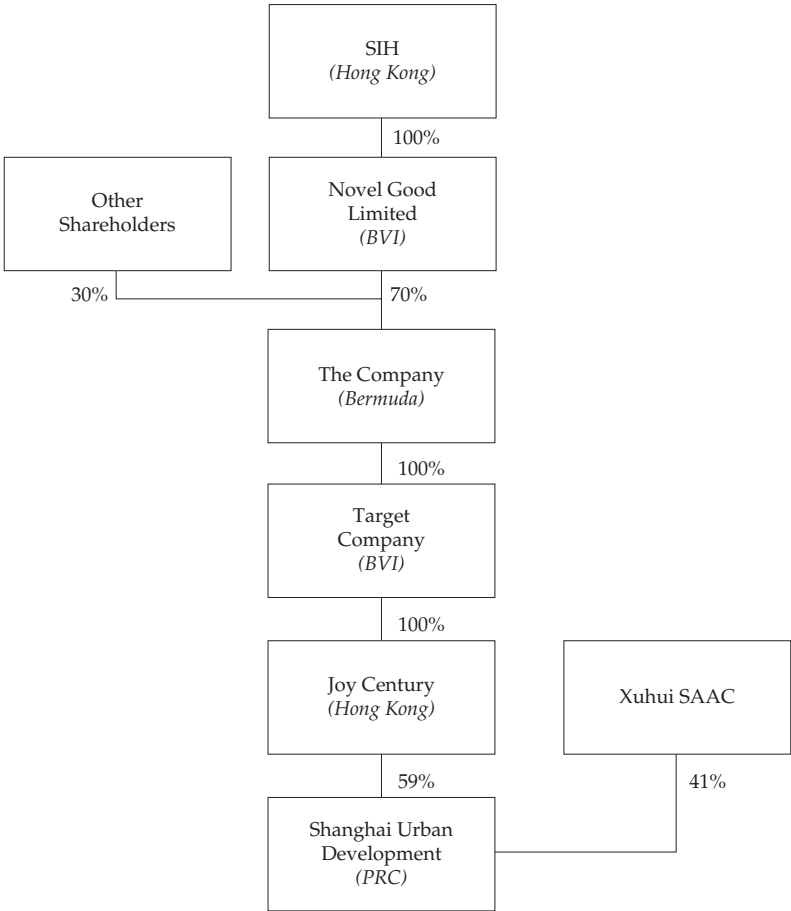 SIH
(Hong Kong)
100%
Other
Shareholders
Novel Good
Limited
(BVI)
30%
70%
The Company
(Bermuda)
100%
Target
Company
(BVI)
100%
Joy Century
(Hong Kong)
Xuhui SAAC
59%
41%
Shanghai Urban
Development
(PRC)